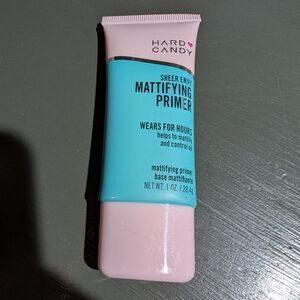 HARD CANDY
SHEER ENVY
MATTIFYING
PRIMER
WEARS FOR HOURS
helps to mattify
and control oil
mattifying primer
base mattifiante
NET WT. 1 OZ. / 28.4g